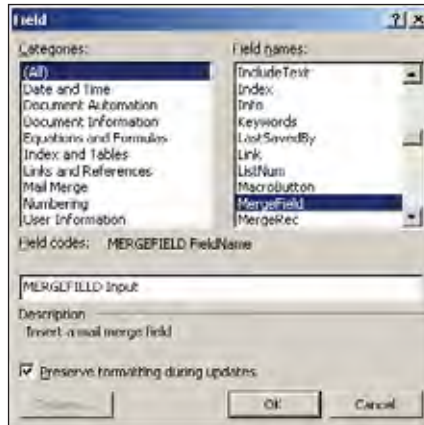 Field
Categories:
Field names:
(All)
Date and Time
Document Automation
Document Information
Equations and Formulas
Index and Tables
Links and References
Mail Merge
Numbering
User Information
IncludeText
Index
Info
Keywords
LastSavedBy
Link
ListNum
MacroButton
MergeField
MergeRec
Field codes: MERGEFIELD FieldName
MERGEFIELD Input
Description
Insert a mail merge field
Preserve formatting during updates
OK
Cancel